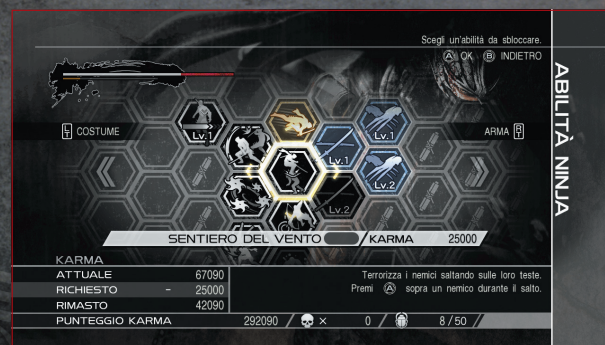 Scegli un'abilità da sbloccare.
Ⓐ OK Ⓑ INDIETRO
ABILITÀ NINJA
LT COSTUME
ARMA RT
Lv.1
Lv.1
Lv.1
Lv.2
Lv.2
SENTIERO DEL VENTO / KARMA 25000
KARMA
ATTUALE 67090
RICHIESTO - 25000
RIMASTO 42090
Terrorizza i nemici saltando sulle loro teste.
Premi Ⓐ sopra un nemico durante il salto.
PUNTEGGIO KARMA 292090 / × 0 / 8/50